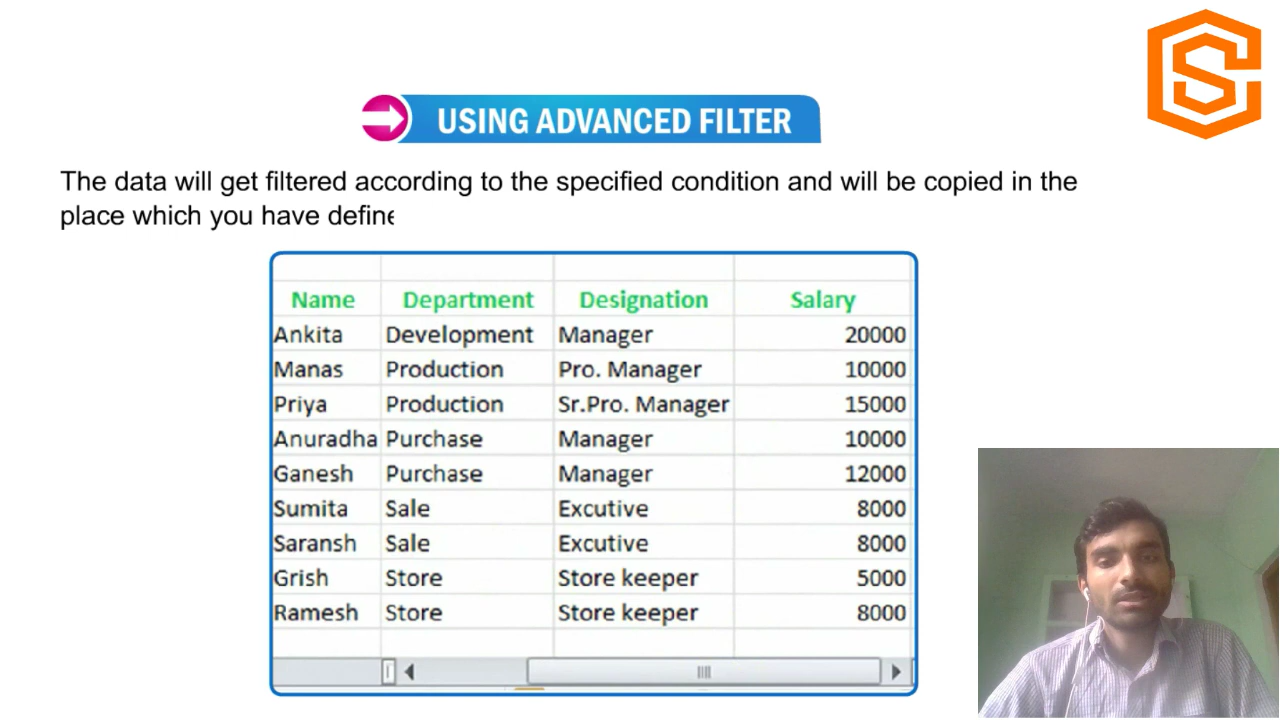 USING ADVANCED FILTER
The data will get filtered according to the specified condition and will be copied in the
place which you have define
Name Department Designation Salary
Ankita Development Manager 20000
Manas Production Pro. Manager 10000
Priya Production Sr.Pro. Manager 15000
Anuradha Purchase Manager 10000
Ganesh Purchase Manager 12000
Sumita Sale Excutive 8000
Saransh Sale Excutive 8000
Grish Store Store keeper 5000
Ramesh Store Store keeper 8000